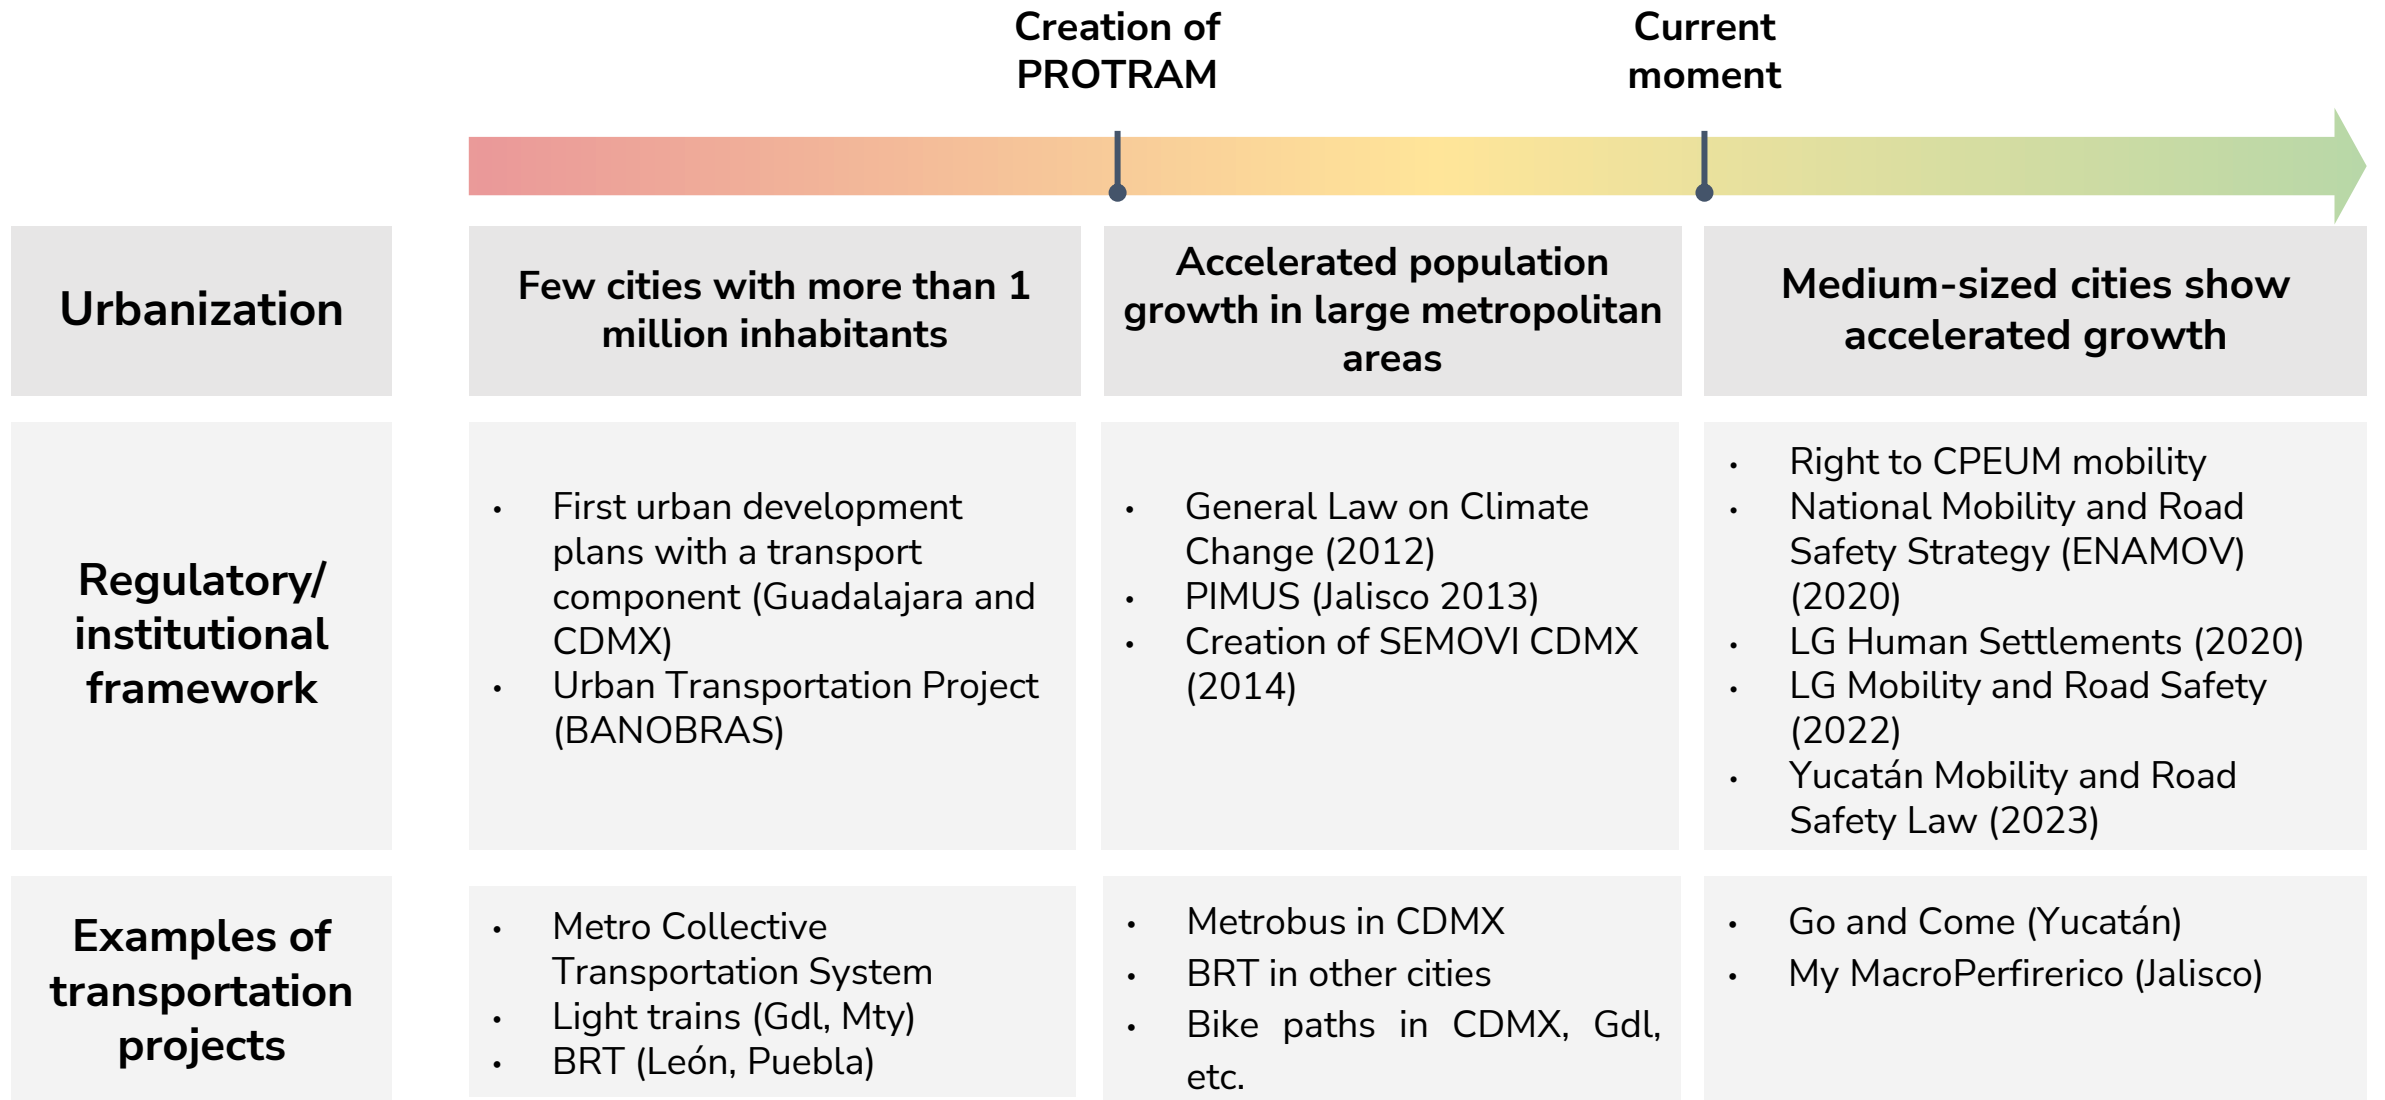 Creation of
PROTRAM
Current
moment
Urbanization
Few cities with more than 1
million inhabitants
Accelerated population
growth in large metropolitan
areas
Medium-sized cities show
accelerated growth
Regulatory/
institutional
framework
• First urban development
plans with a transport
component (Guadalajara and
CDMX)
• Urban Transportation Project
(BANOBRAS)
• General Law on Climate
Change (2012)
• PIMUS (Jalisco 2013)
• Creation of SEMOVI CDMX
(2014)
• Right to CPEUM mobility
• National Mobility and Road
Safety Strategy (ENAMOV)
(2020)
• LG Human Settlements (2020)
• LG Mobility and Road Safety
(2022)
• Yucatán Mobility and Road
Safety Law (2023)
Examples of
transportation
projects
• Metro Collective
Transportation System
• Light trains (Gdl, Mty)
• BRT (León, Puebla)
• Metrobus in CDMX
• BRT in other cities
• Bike paths in CDMX, Gdl,
etc.
• Go and Come (Yucatán)
• My MacroPerfirerico (Jalisco)